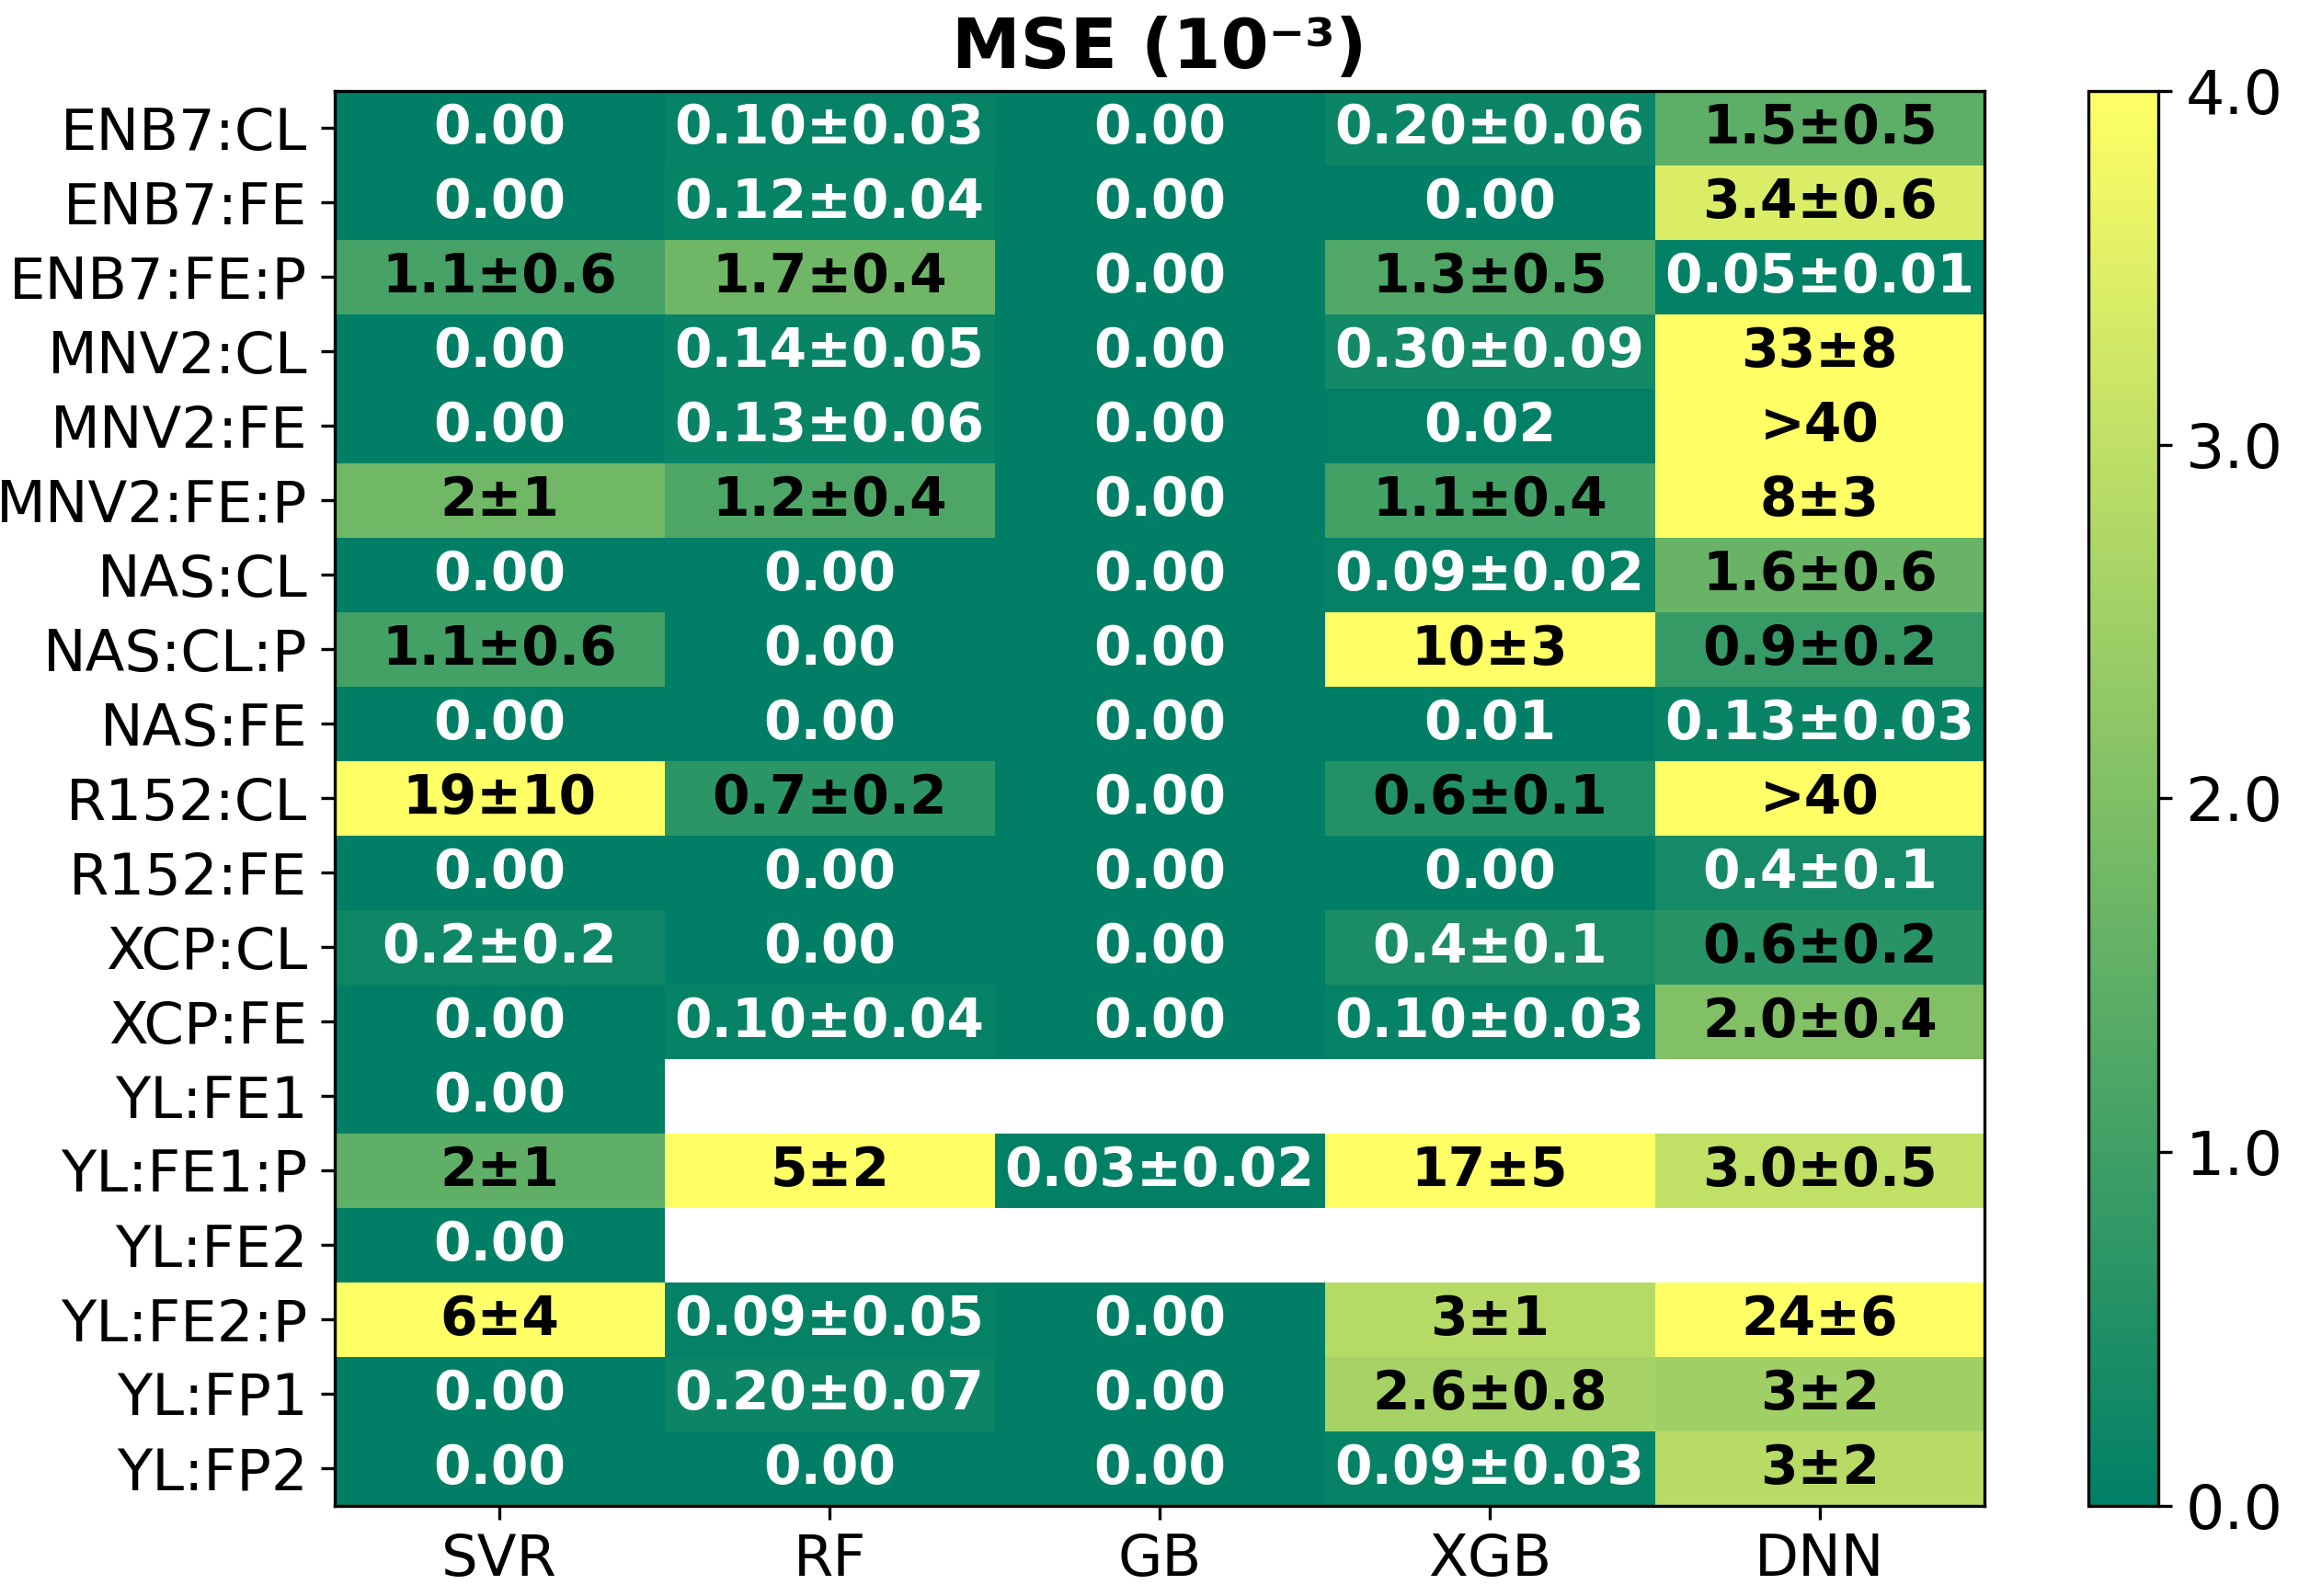 MSE (10⁻³)
ENB7:CL 0.00 0.10±0.03 0.00 0.20±0.06 1.5±0.5 4.0
ENB7:FE 0.00 0.12±0.04 0.00 0.00 3.4±0.6
ENB7:FE:P 1.1±0.6 1.7±0.4 0.00 1.3±0.5 0.05±0.01
MNV2:CL 0.00 0.14±0.05 0.00 0.30±0.09 33±8
MNV2:FE 0.00 0.13±0.06 0.00 0.02 >40 3.0
MNV2:FE:P 2±1 1.2±0.4 0.00 1.1±0.4 8±3
NAS:CL 0.00 0.00 0.00 0.09±0.02 1.6±0.6
NAS:CL:P 1.1±0.6 0.00 0.00 10±3 0.9±0.2
NAS:FE 0.00 0.00 0.00 0.01 0.13±0.03
R152:CL 19±10 0.7±0.2 0.00 0.6±0.1 >40 2.0
R152:FE 0.00 0.00 0.00 0.00 0.4±0.1
XCP:CL 0.2±0.2 0.00 0.00 0.4±0.1 0.6±0.2
XCP:FE 0.00 0.10±0.04 0.00 0.10±0.03 2.0±0.4
YL:FE1 0.00
YL:FE1:P 2±1 5±2 0.03±0.02 17±5 3.0±0.5 1.0
YL:FE2 0.00
YL:FE2:P 6±4 0.09±0.05 0.00 3±1 24±6
YL:FP1 0.00 0.20±0.07 0.00 2.6±0.8 3±2
YL:FP2 0.00 0.00 0.00 0.09±0.03 3±2 0.0
SVR RF GB XGB DNN